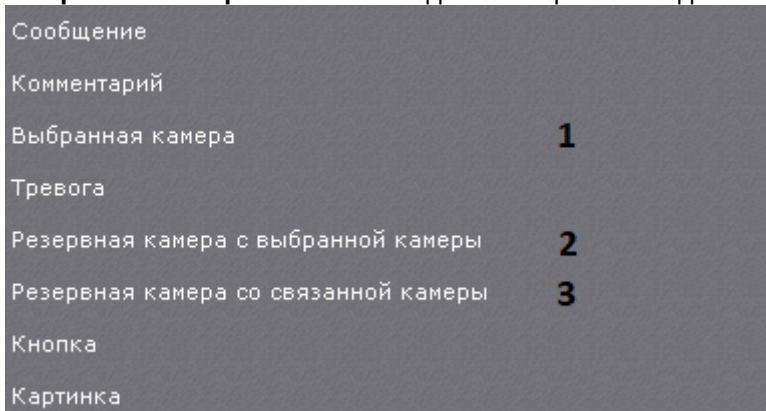 Сообщение
Комментарий
Выбранная камера 1
Тревога
Резервная камера с выбранной камеры 2
Резервная камера со связанной камеры 3
Кнопка
Картинка